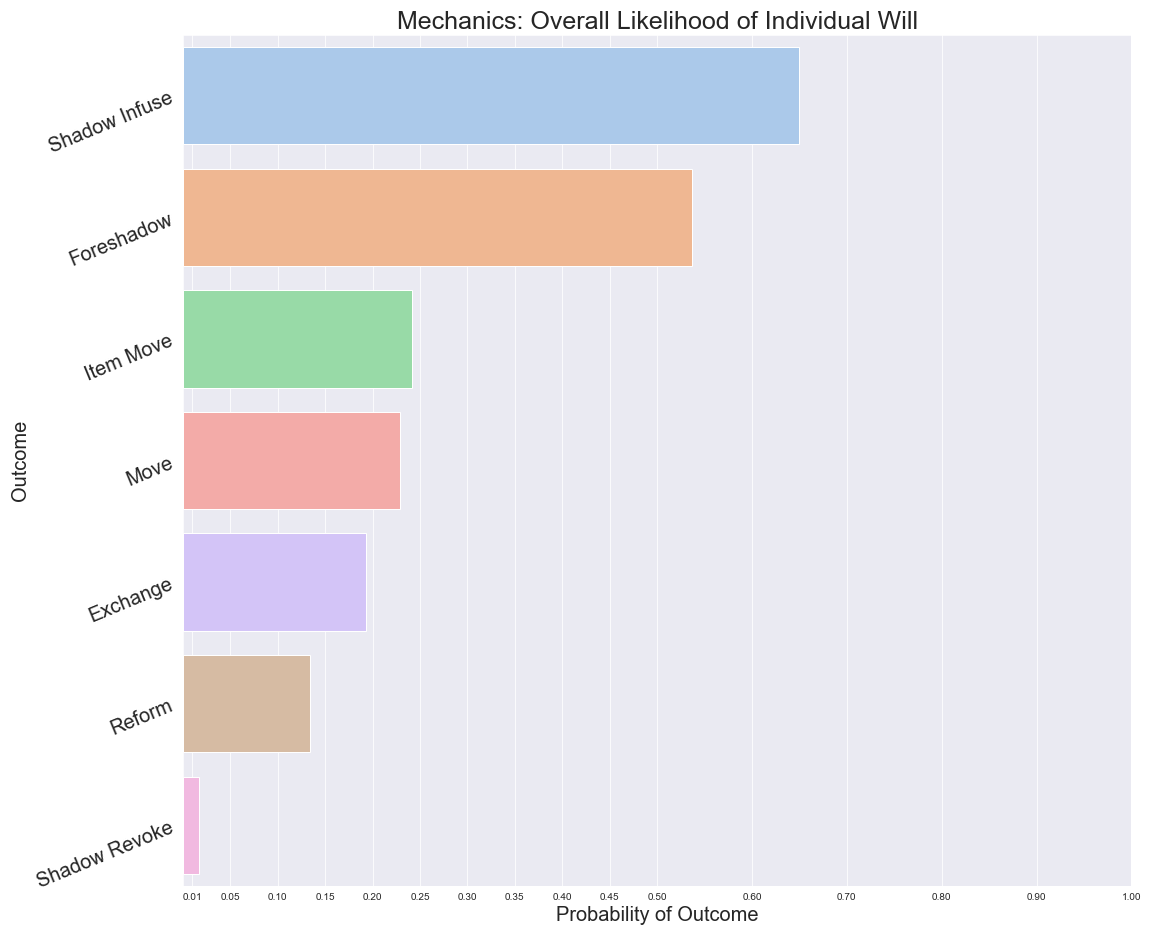 Mechanics: Overall Likelihood of Individual Will
Outcome
Shadow Infuse
Foreshadow
Item Move
Move
Exchange
Reform
Shadow Revoke
0.01 0.05 0.10 0.15 0.20 0.25 0.30 0.35 0.40 0.45 0.50 0.60 0.70 0.80 0.90 1.00
Probability of Outcome